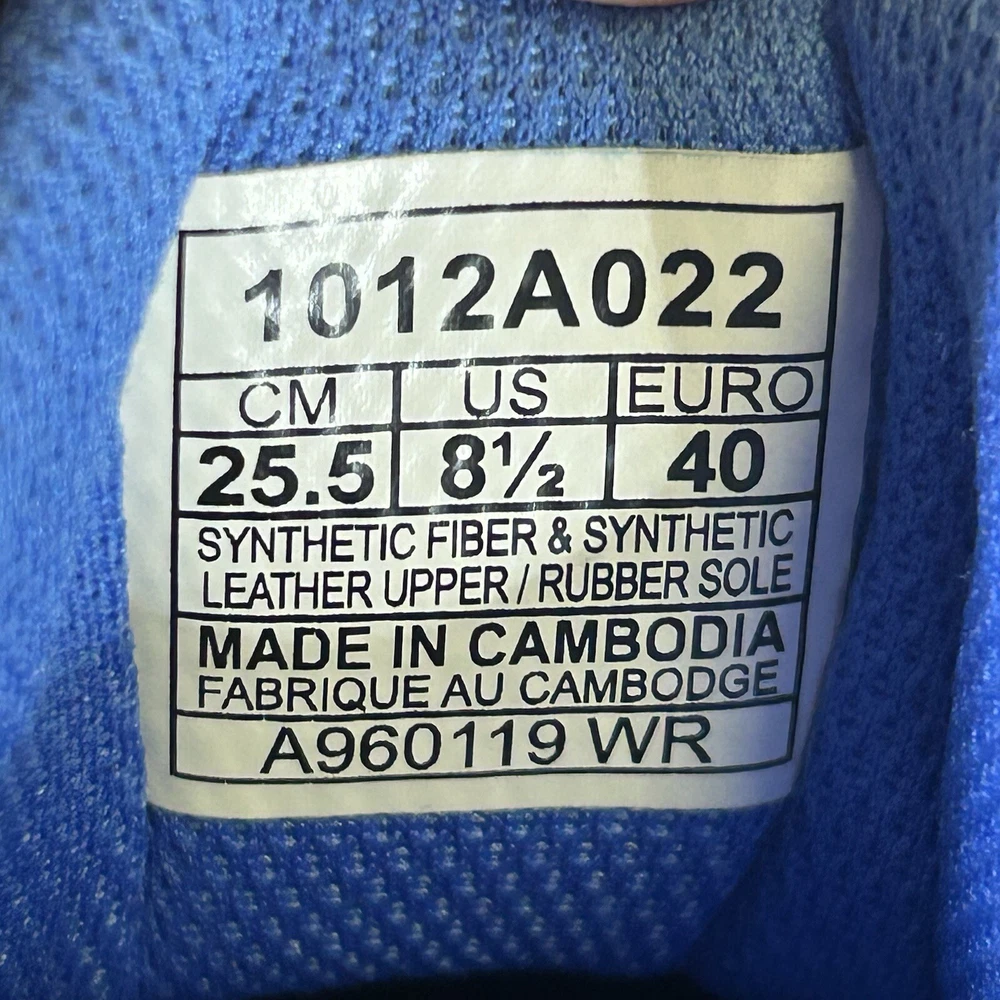 1012A022
CM US EURO
25.5 8½ 40
SYNTHETIC FIBER & SYNTHETIC
LEATHER UPPER / RUBBER SOLE
MADE IN CAMBODIA
FABRIQUE AU CAMBODGE
A960119 WR